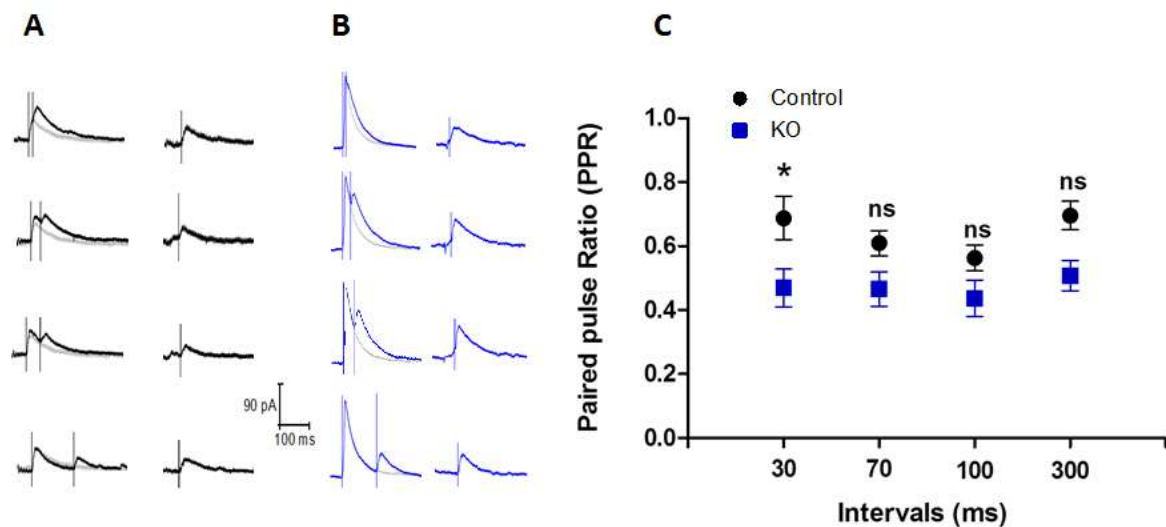 A
B
C
Control
KO
Paired pulse Ratio (PPR)
1.0
0.8
0.6
0.4
0.2
0.0
*
ns
ns
ns
30
70
100
300
Intervals (ms)
90 pA
100 ms